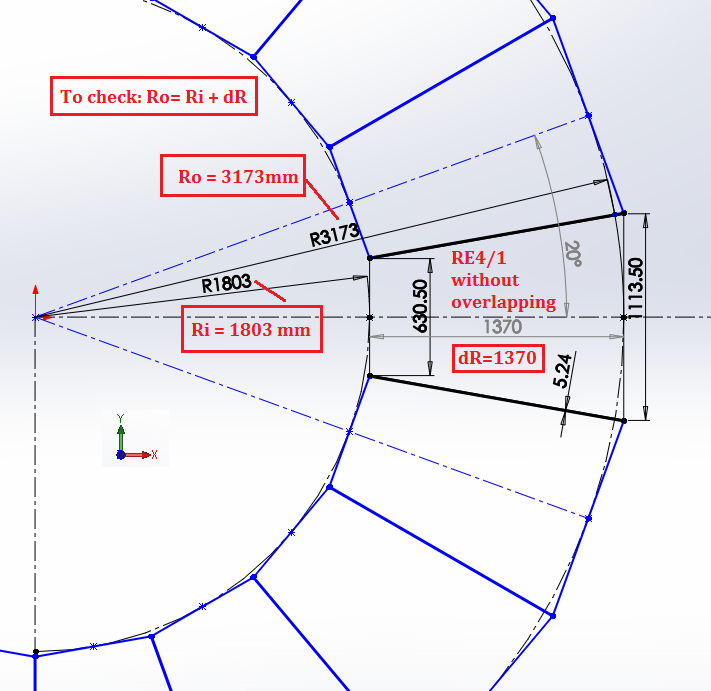 To check: Ro= Ri + dR
Ro = 3173mm
R3173
20°
RE4/1
without
overlapping
R1803
Ri = 1803 mm
630.50
1370
1113.50
dR=1370
5.24
Y
X